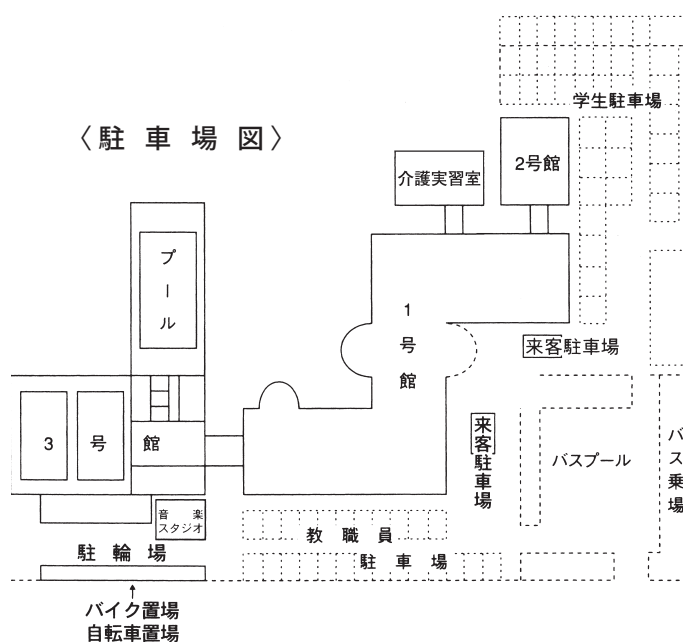 〈駐車場図〉
学生駐車場
介護実習室
2号館
プール
1号館
来客駐車場
3号館
来客駐車場
バスプール
バス乗場
音楽
スタジオ
教職員
駐車場
駐輪場
↑
バイク置場
自転車置場